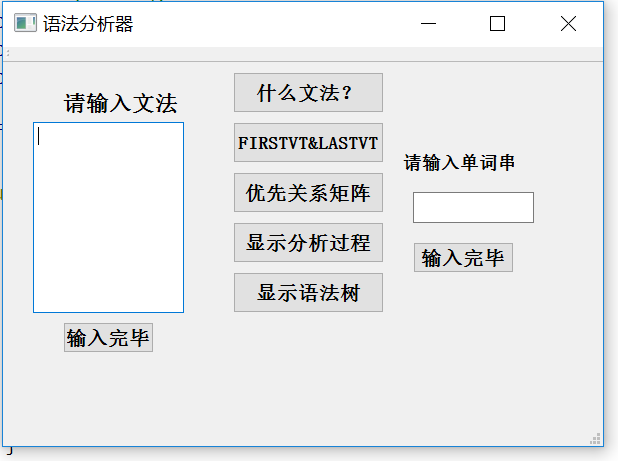 语法分析器
请输入文法
输入完毕
什么文法？
FIRSTVT&LASTVT
优先关系矩阵
显示分析过程
显示语法树
请输入单词串
输入完毕